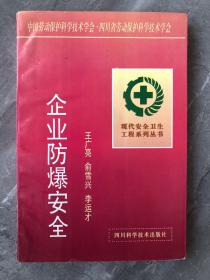 中国劳动保护科学技术学会·四川省劳动保护科学技术学会
现代安全卫生
工程系列丛书
企业防爆安全
王广亮 俞雪兴 李运才
四川科学技术出版社